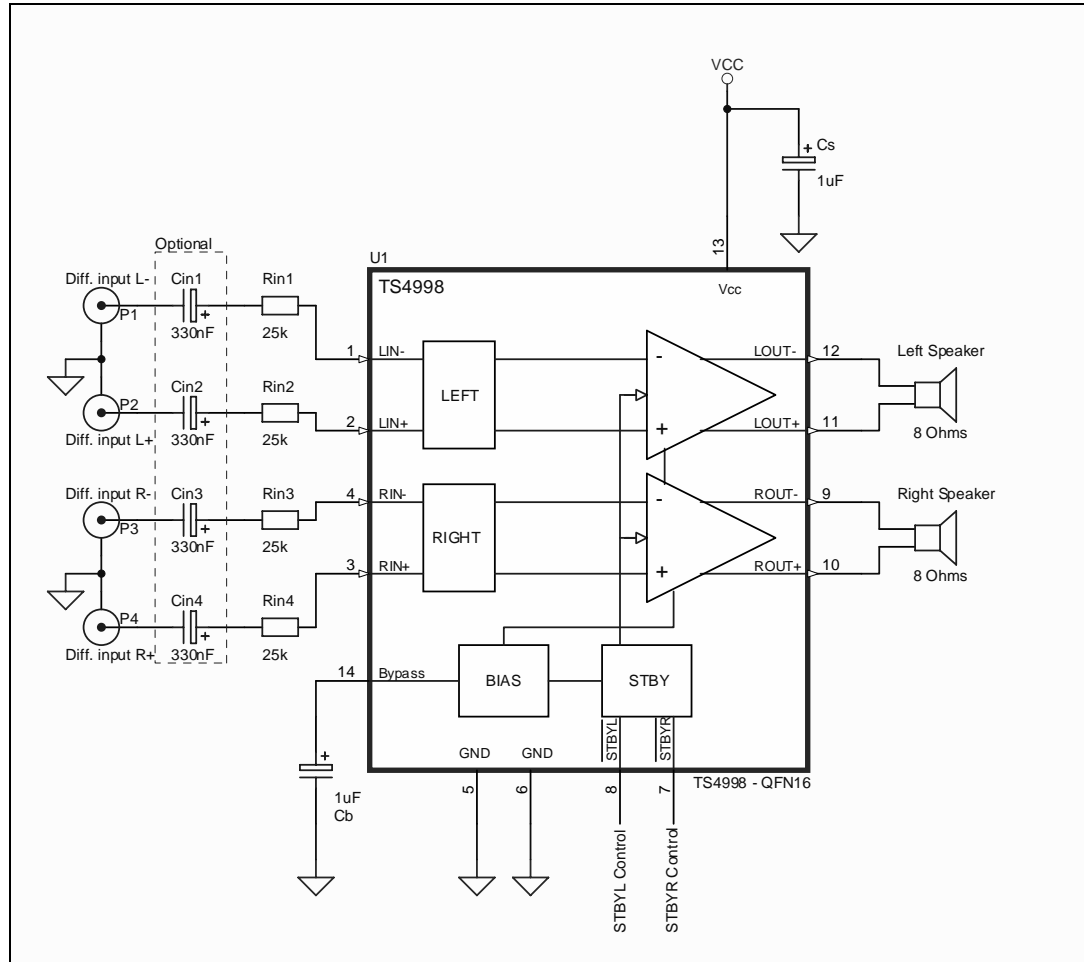 VCC
+
Cs
1uF
13
Optional
U1
Diff. input L-
Cin1
Rin1
TS4998
Vcc
P1
+
330nF
25k
1
LIN-
-
LOUT-
12
Left Speaker
LEFT
Cin2
Rin2
P2
+
2
LIN+
+
LOUT+
11
Diff. input L+
330nF
25k
8 Ohms
Diff. input R-
Cin3
Rin3
4
RIN-
-
ROUT-
9
Right Speaker
P3
+
330nF
25k
RIGHT
Cin4
Rin4
3
RIN+
+
ROUT+
10
8 Ohms
P4
+
Diff. input R+
330nF
25k
14
Bypass
BIAS
STBY
STBYL
STBYR
GND
GND
+
1uF
Cb
5
6
8
7
TS4998 - QFN16
STBYL Control
STBYR Control